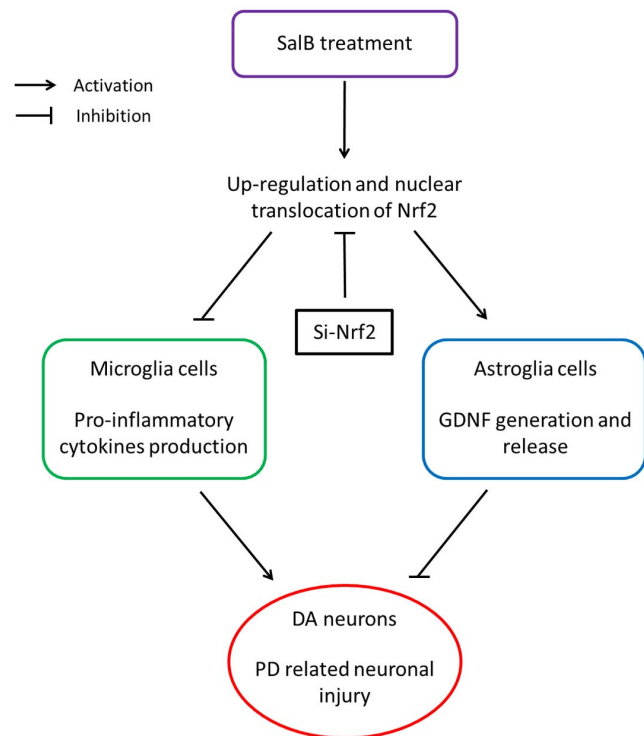 SalB treatment
Activation
Inhibition
Up-regulation and nuclear
translocation of Nrf2
Si-Nrf2
Microglia cells
Pro-inflammatory
cytokines production
Astroglia cells
GDNF generation and
release
DA neurons
PD related neuronal
injury